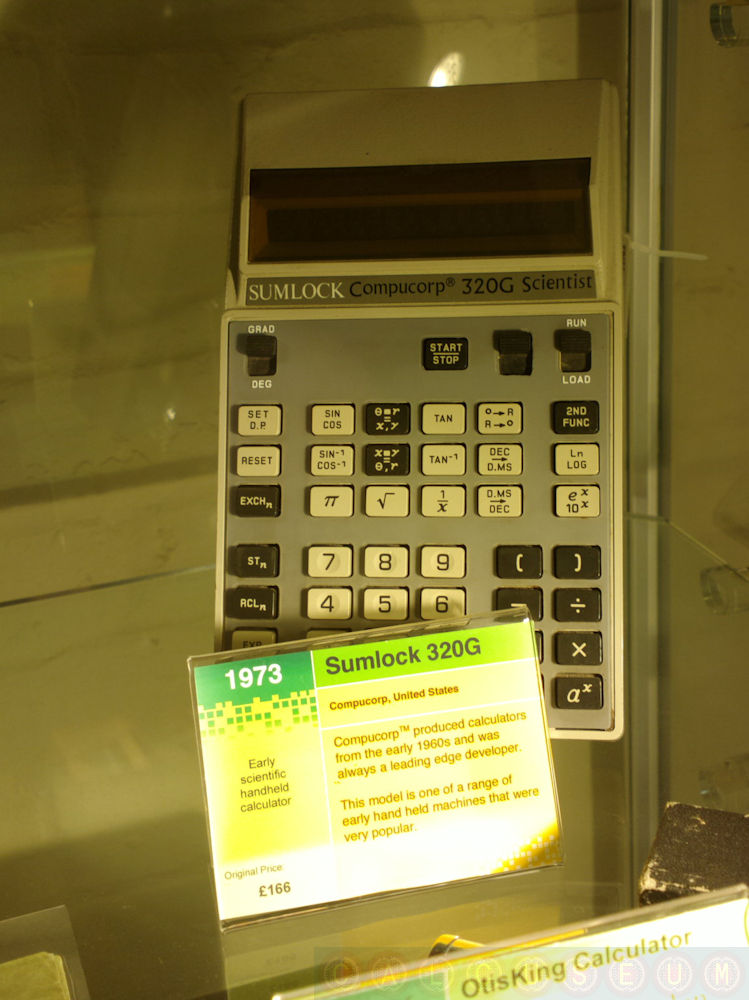 SUMLOCK Compucorp® 320G Scientist
GRAD
DEG
START
STOP
RUN
LOAD
SET
D.P.
SIN
COS
θ r
x,y
TAN
O→R
R→O
2ND
FUNC
RESET
SIN⁻¹
COS⁻¹
x r
θ,r
TAN⁻¹
DEC
→
D.MS
Ln
LOG
EXCHn
π
√
1/x
D.MS
→
DEC
eˣ
10ˣ
STn
7 8 9 ( )
RCLn
4 5 6 − ÷
EXP
×
aˣ
1973
Sumlock 320G
Compucorp, United States
Early
scientific
handheld
calculator
Compucorp™ produced calculators
from the early 1960s and was
always a leading edge developer.
This model is one of a range of
early hand held machines that were
very popular.
Original Price:
£166
OtisKing Calculator
CALCUSEUM